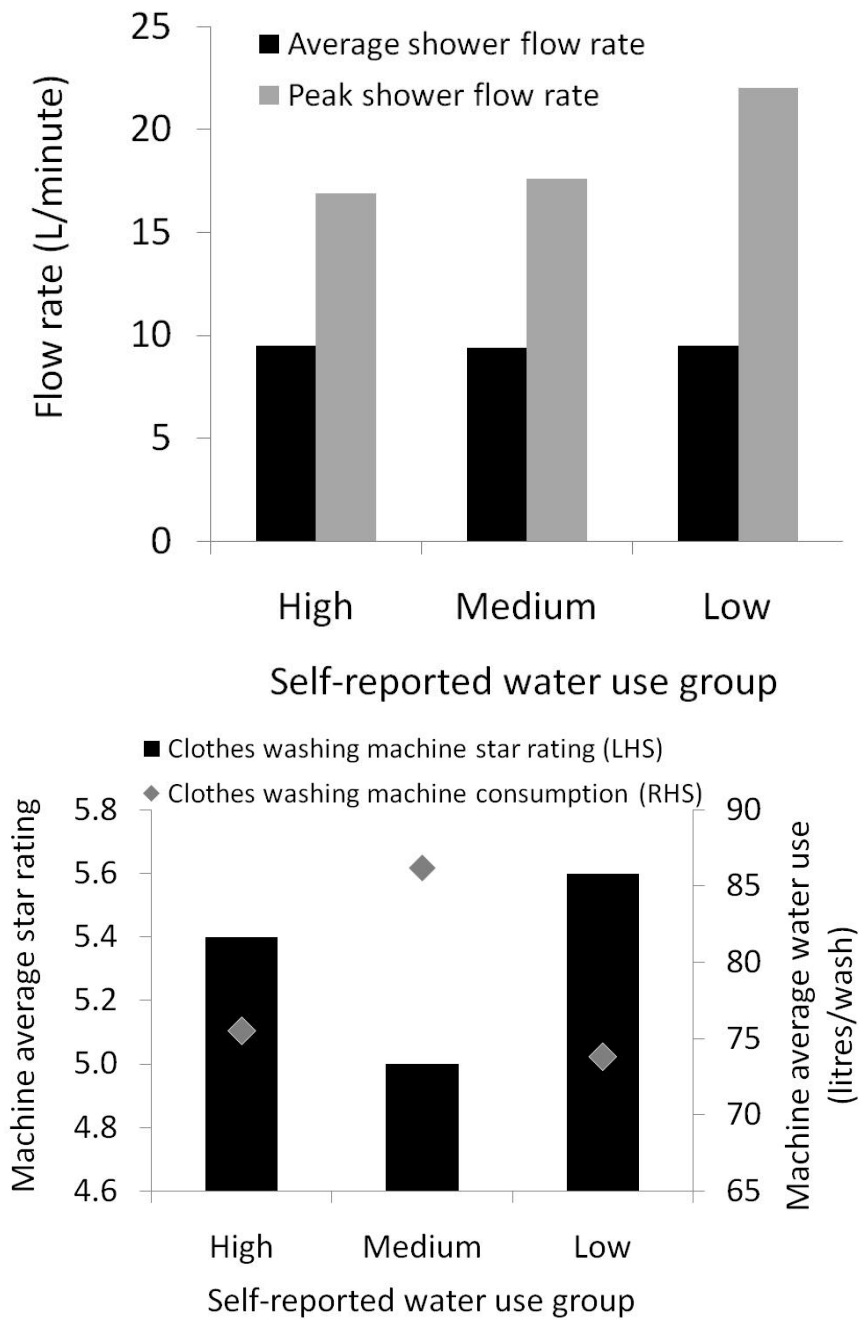 25
20
15
10
5
0
Flow rate (L/minute)
Average shower flow rate
Peak shower flow rate
High Medium Low
Self-reported water use group
Clothes washing machine star rating (LHS)
Clothes washing machine consumption (RHS)
Machine average star rating
5.8
5.6
5.4
5.2
5.0
4.8
4.6
90
85
80
75
70
65
Machine average water use
(litres/wash)
High Medium Low
Self-reported water use group